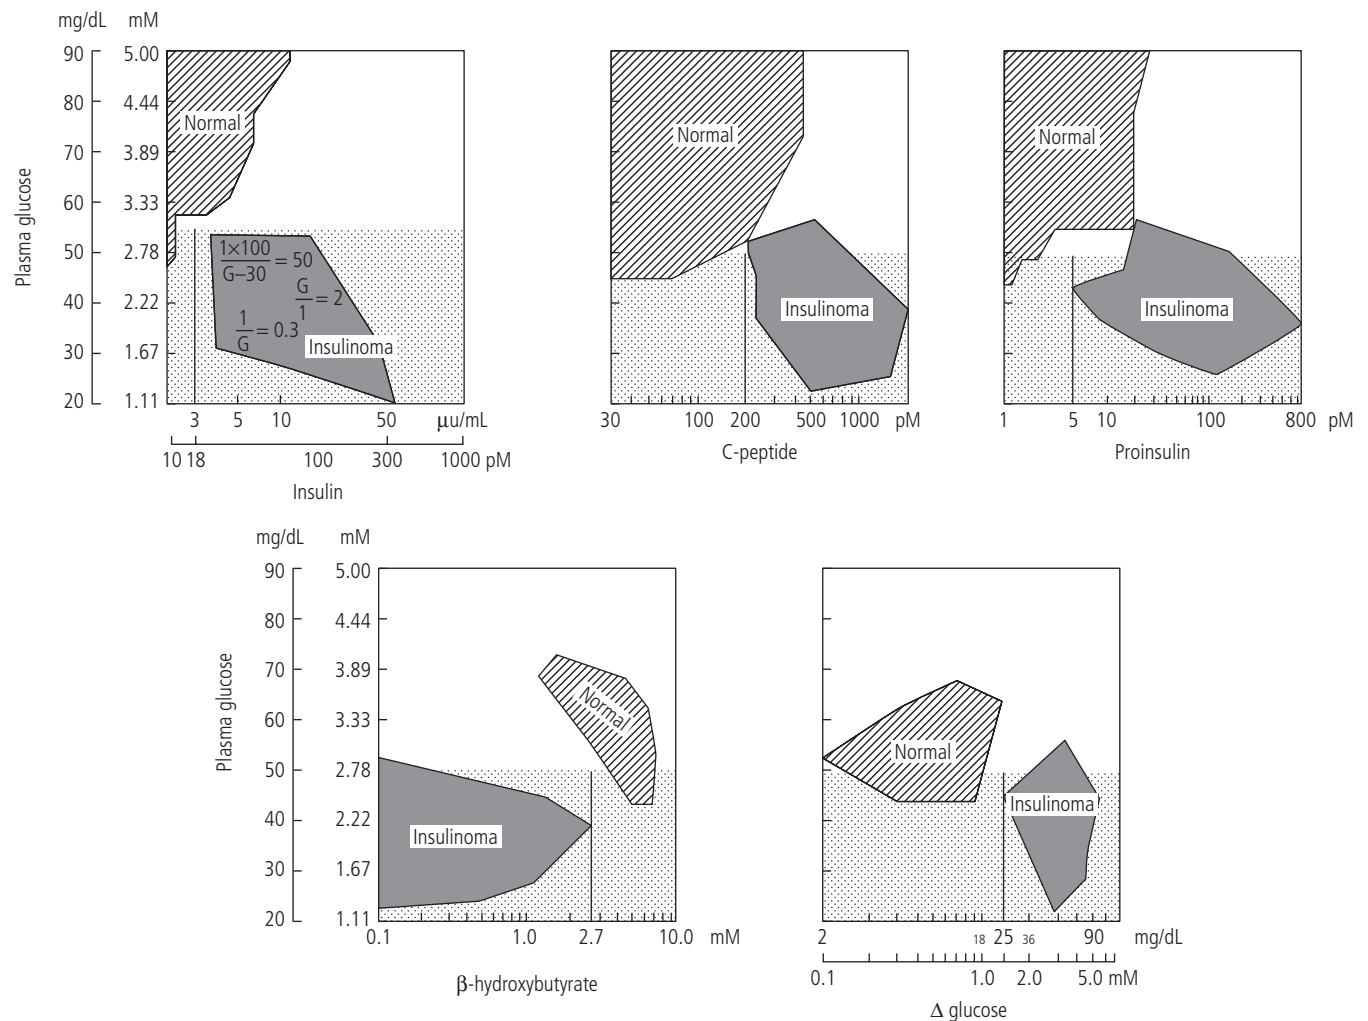 mg/dL mM
90 5.00
80 4.44
70 3.89
60 3.33
50 2.78
40 2.22
30 1.67
20 1.11
Plasma glucose
Normal
1×100
G–30 = 50
G
1 = 2
1
G = 0.3
Insulinoma
3 5 10 50 μu/mL
10 18 100 300 1000 pM
Insulin
Normal
Insulinoma
30 100 200 500 1000 pM
C-peptide
Normal
Insulinoma
1 5 10 100 800 pM
Proinsulin
mg/dL mM
90 5.00
80 4.44
70 3.89
60 3.33
50 2.78
40 2.22
30 1.67
20 1.11
Plasma glucose
Normal
Insulinoma
0.1 1.0 2.7 10.0 mM
β-hydroxybutyrate
Normal
Insulinoma
2 18 25 36 90 mg/dL
0.1 1.0 2.0 5.0 mM
Δ glucose